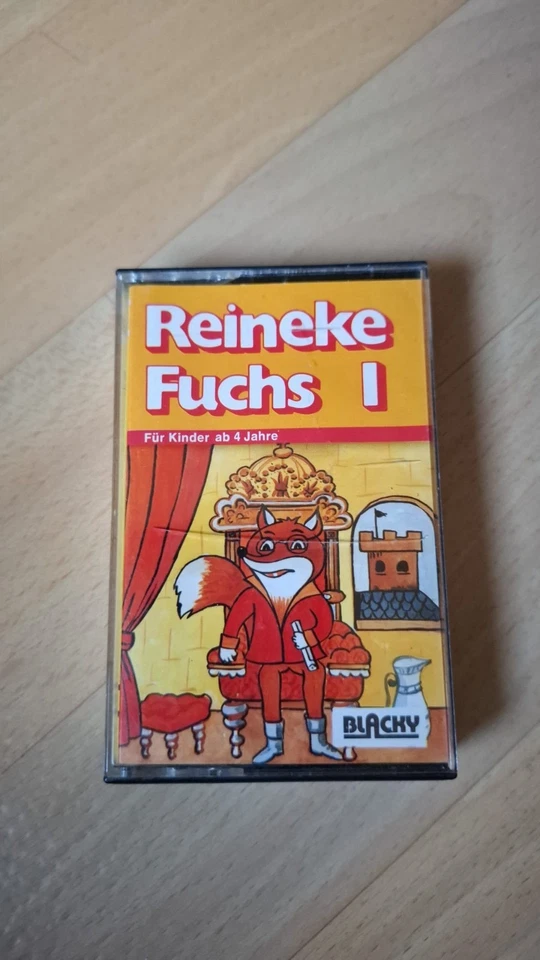 Reineke
Fuchs I
Für Kinder ab 4 Jahre
BLACKY